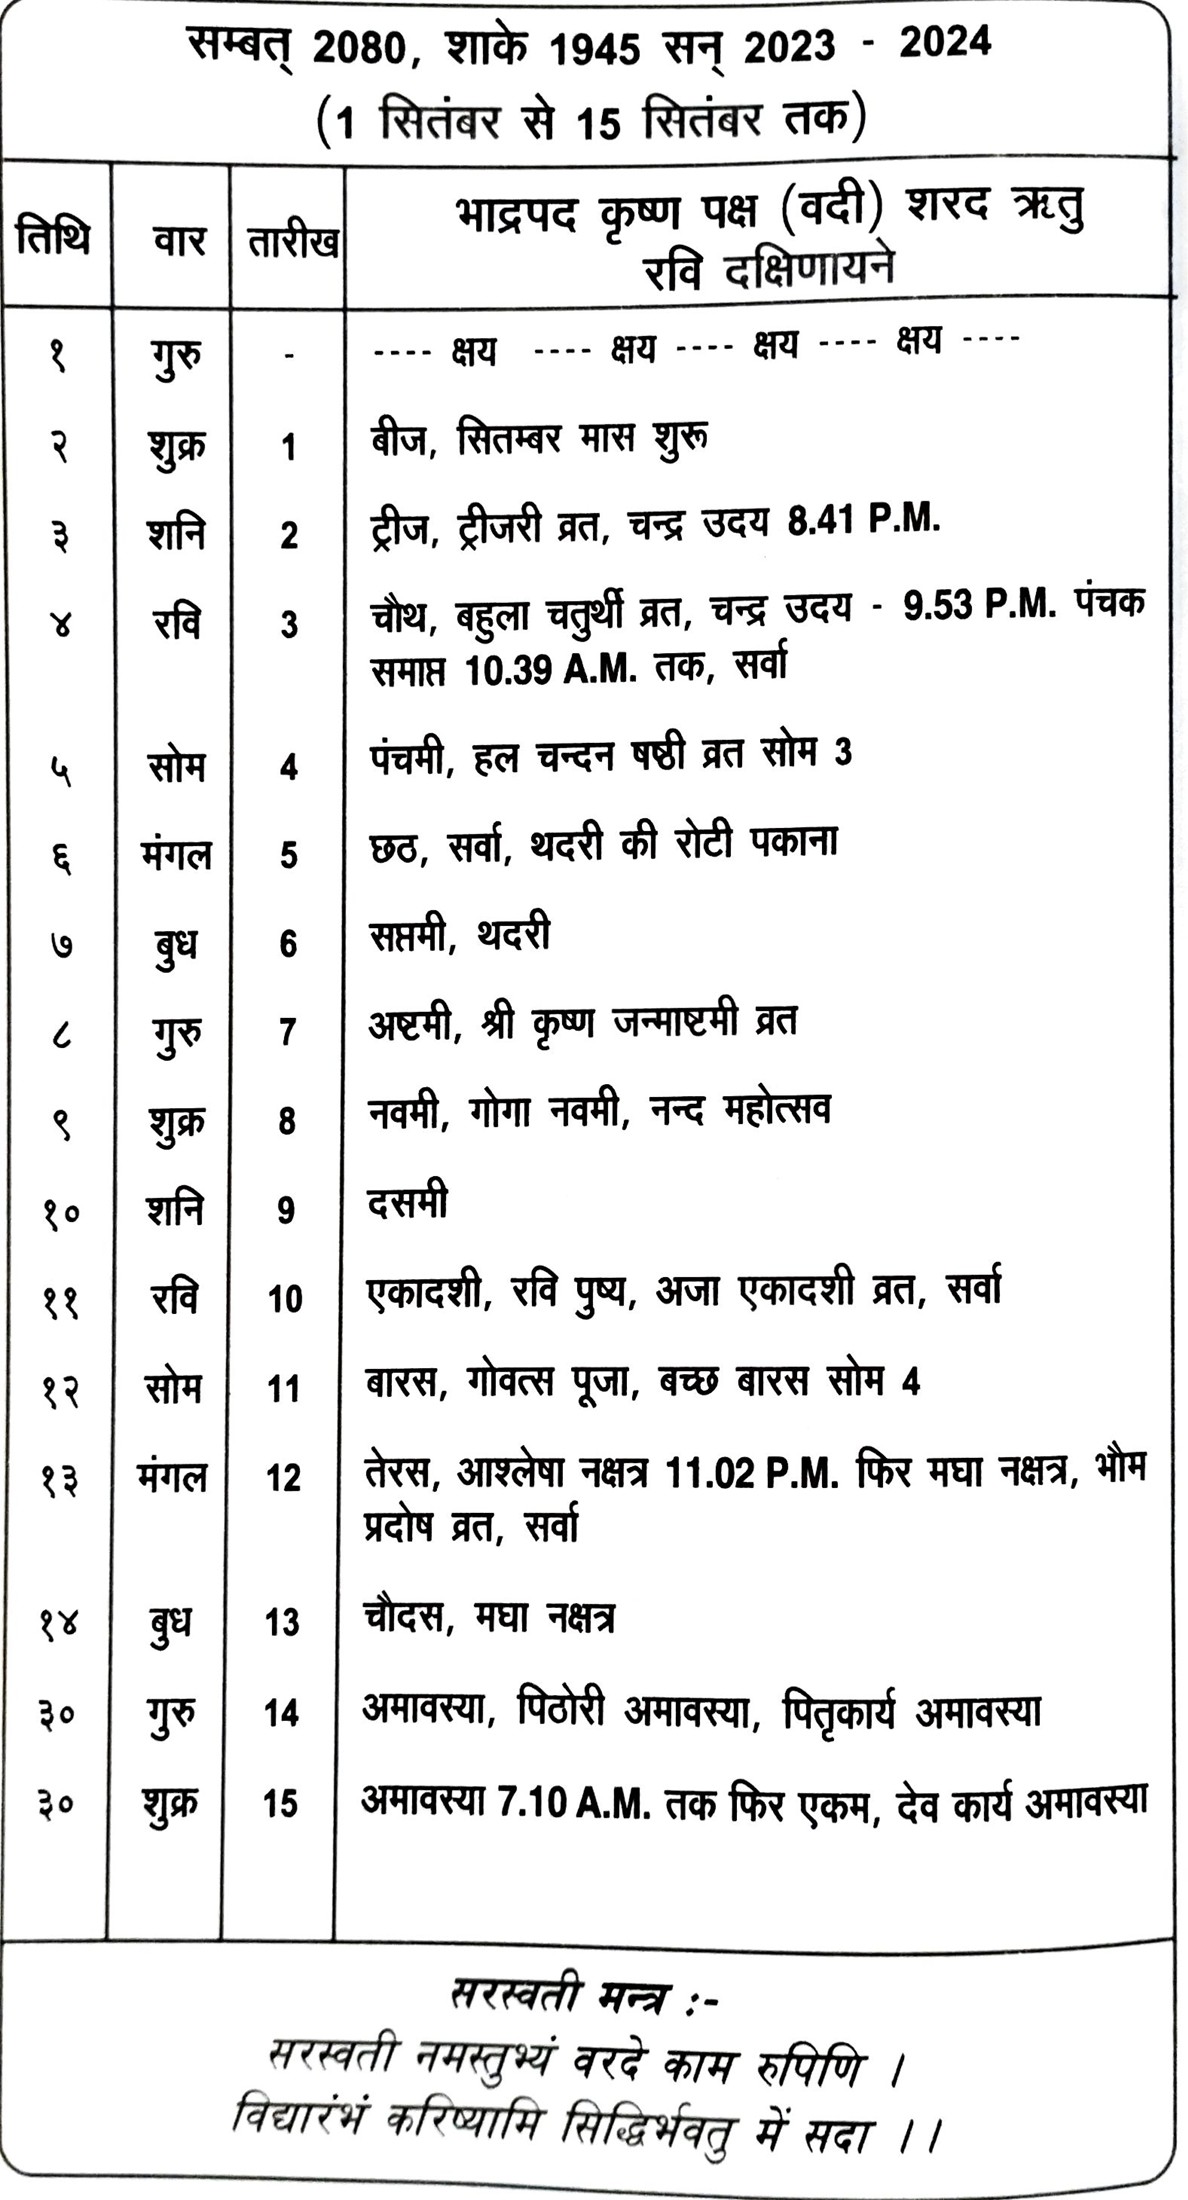 सम्बत् 2080, शाके 1945 सन् 2023 - 2024
(1 सितंबर से 15 सितंबर तक)
तिथि वार तारीख भाद्रपद कृष्ण पक्ष (वदी) शरद ऋतु
रवि दक्षिणायने
१ गुरु - ---- क्षय ---- क्षय ---- क्षय ---- क्षय ----
२ शुक्र 1 बीज, सितम्बर मास शुरू
३ शनि 2 ट्रीज, ट्रीजरी व्रत, चन्द्र उदय 8.41 P.M.
४ रवि 3 चौथ, बहुला चतुर्थी व्रत, चन्द्र उदय - 9.53 P.M. पंचक
समाप्त 10.39 A.M. तक, सर्वा
५ सोम 4 पंचमी, हल चन्दन षष्ठी व्रत सोम 3
६ मंगल 5 छठ, सर्वा, थदरी की रोटी पकाना
७ बुध 6 सप्तमी, थदरी
८ गुरु 7 अष्टमी, श्री कृष्ण जन्माष्टमी व्रत
९ शुक्र 8 नवमी, गोगा नवमी, नन्द महोत्सव
१० शनि 9 दसमी
११ रवि 10 एकादशी, रवि पुष्य, अजा एकादशी व्रत, सर्वा
१२ सोम 11 बारस, गोवत्स पूजा, बच्छ बारस सोम 4
१३ मंगल 12 तेरस, आश्लेषा नक्षत्र 11.02 P.M. फिर मघा नक्षत्र, भौम
प्रदोष व्रत, सर्वा
१४ बुध 13 चौदस, मघा नक्षत्र
३० गुरु 14 अमावस्या, पिठोरी अमावस्या, पितृकार्य अमावस्या
३० शुक्र 15 अमावस्या 7.10 A.M. तक फिर एकम, देव कार्य अमावस्या
सरस्वती मन्त्र :-
सरस्वती नमस्तुभ्यं वरदे काम रुपिणि ।
विद्यारंभं करिष्यामि सिद्धिर्भवतु में सदा ।।